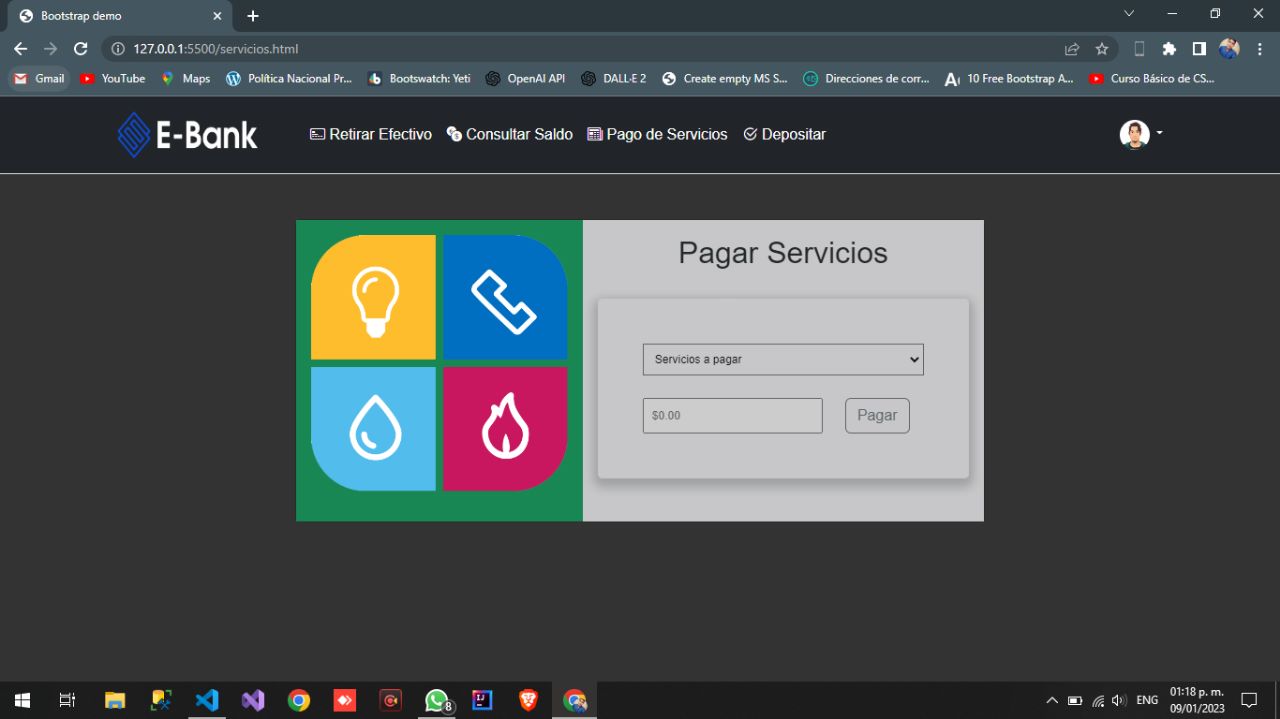 Bootstrap demo
127.0.0.1:5500/servicios.html
Gmail YouTube Maps Política Nacional Pr... Bootswatch: Yeti OpenAI API DALL·E 2 Create empty MS S... Direcciones de corr... 10 Free Bootstrap A... Curso Básico de CS...
E-Bank Retirar Efectivo Consultar Saldo Pago de Servicios Depositar
Pagar Servicios
Servicios a pagar
$0.00 Pagar
8
ENG
01:18 p. m.
09/01/2023